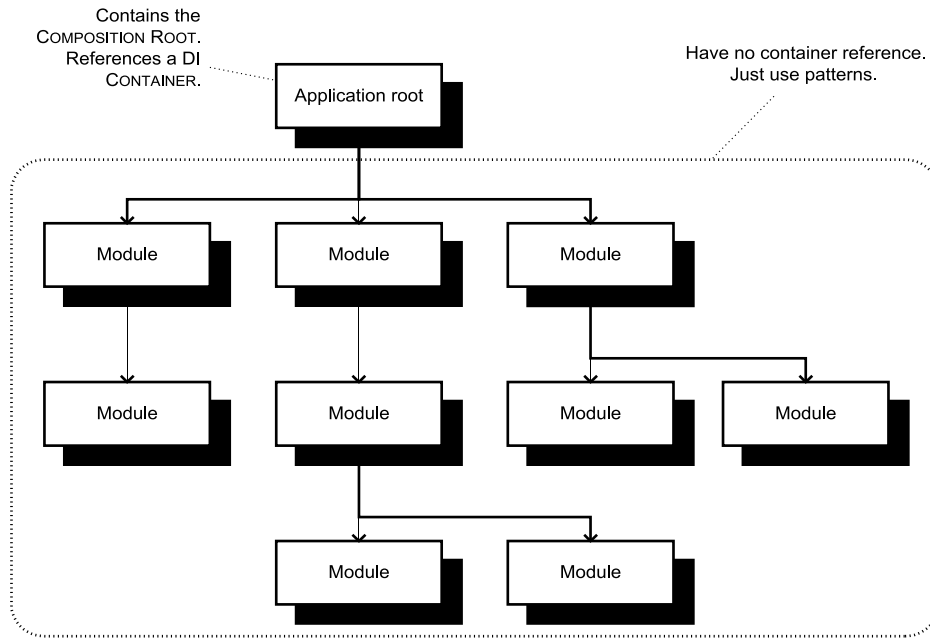 Contains the
COMPOSITION ROOT.
References a DI
CONTAINER.
Have no container reference.
Just use patterns.
Application root
Module
Module
Module
Module
Module
Module
Module
Module
Module